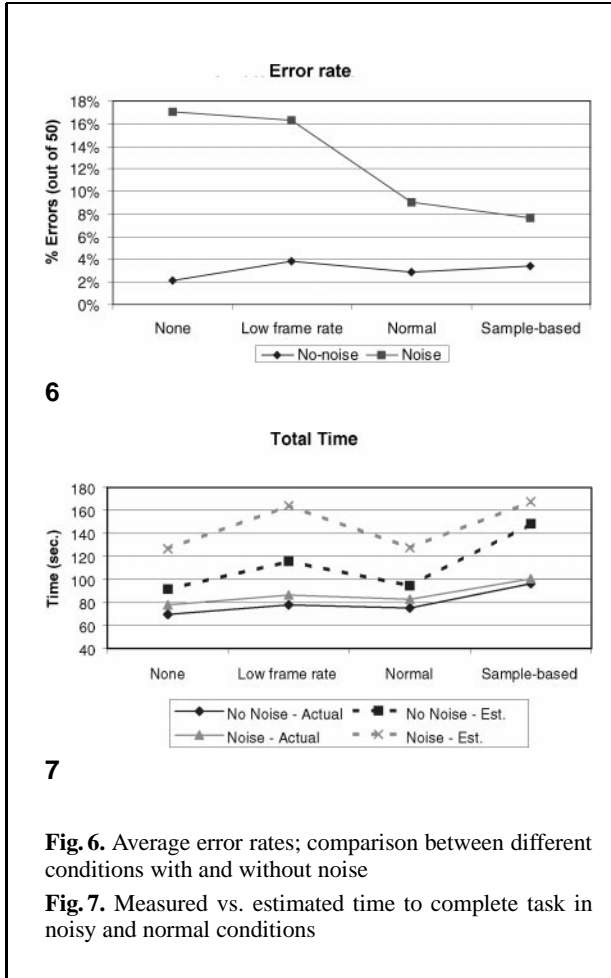 Error rate
18%
16%
14%
12%
10%
8%
6%
4%
2%
0%
% Errors (out of 50)
None Low frame rate Normal Sample-based
No-noise Noise
6
Total Time
180
160
140
120
100
80
60
40
Time (sec.)
None Low frame rate Normal Sample-based
No Noise - Actual No Noise - Est.
Noise - Actual Noise - Est.
7
Fig. 6. Average error rates; comparison between different
conditions with and without noise
Fig. 7. Measured vs. estimated time to complete task in
noisy and normal conditions